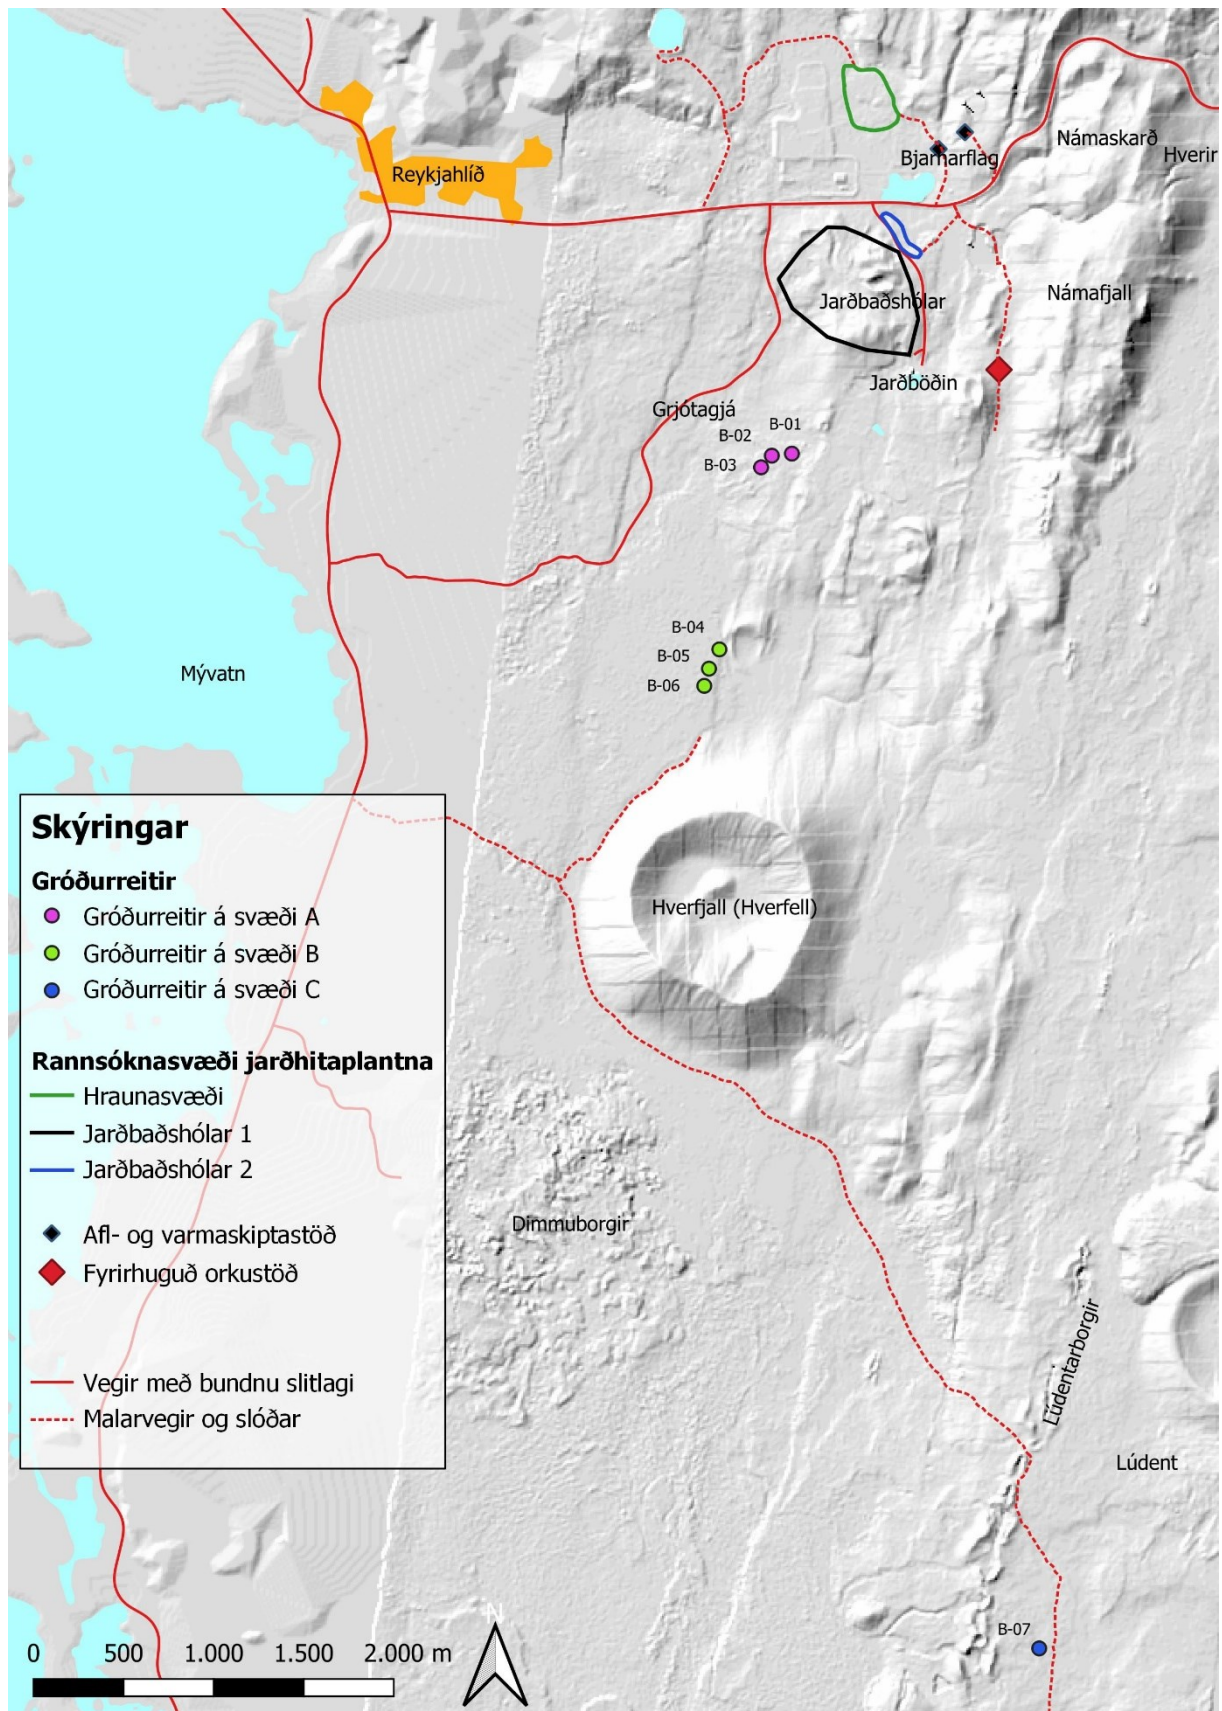 Námaskarð
Bjarnarflag
Hverir
Reykjahlíð
Námafjall
Jarðbaðshólar
Jarðböðin
Grjótagjá
B-01
B-02
B-03
B-04
B-05
B-06
Mývatn
Hverfjall (Hverfell)
Dimmuborgir
Lúdentarborgir
Lúdent
B-07
Skýringar
Gróðurreitir
Gróðurreitir á svæði A
Gróðurreitir á svæði B
Gróðurreitir á svæði C
Rannsóknasvæði jarðhitaplantna
Hraunasvæði
Jarðbaðshólar 1
Jarðbaðshólar 2
Afl- og varmaskiptastöð
Fyrirhuguð orkustöð
Vegir með bundnu slitlagi
Malarvegir og slóðar
N
0 500 1.000 1.500 2.000 m